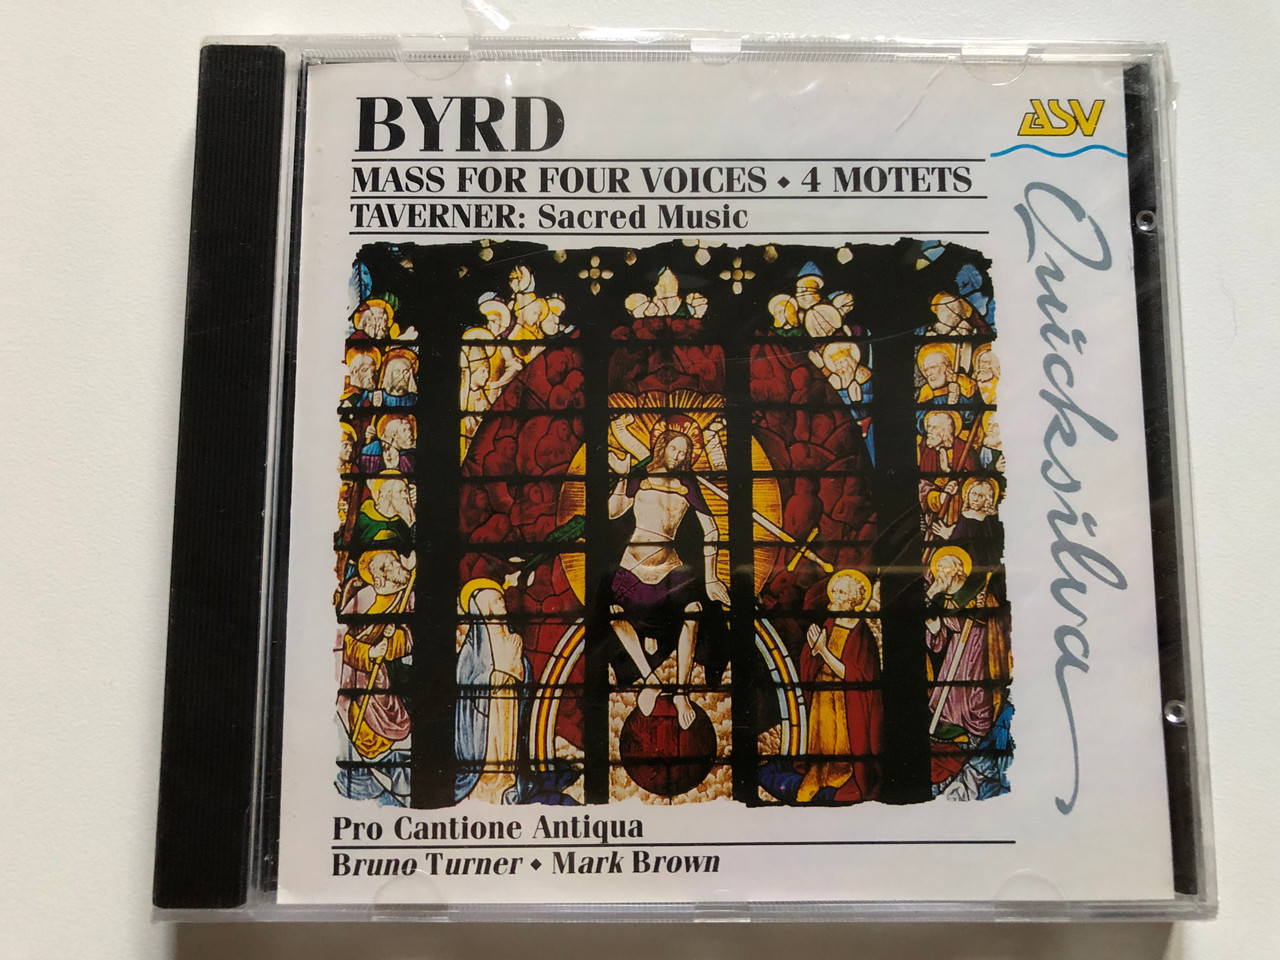 BYRD
MASS FOR FOUR VOICES ◆ 4 MOTETS
TAVERNER: Sacred Music
ASV
Quicksilva
Pro Cantione Antiqua
Bruno Turner ◆ Mark Brown